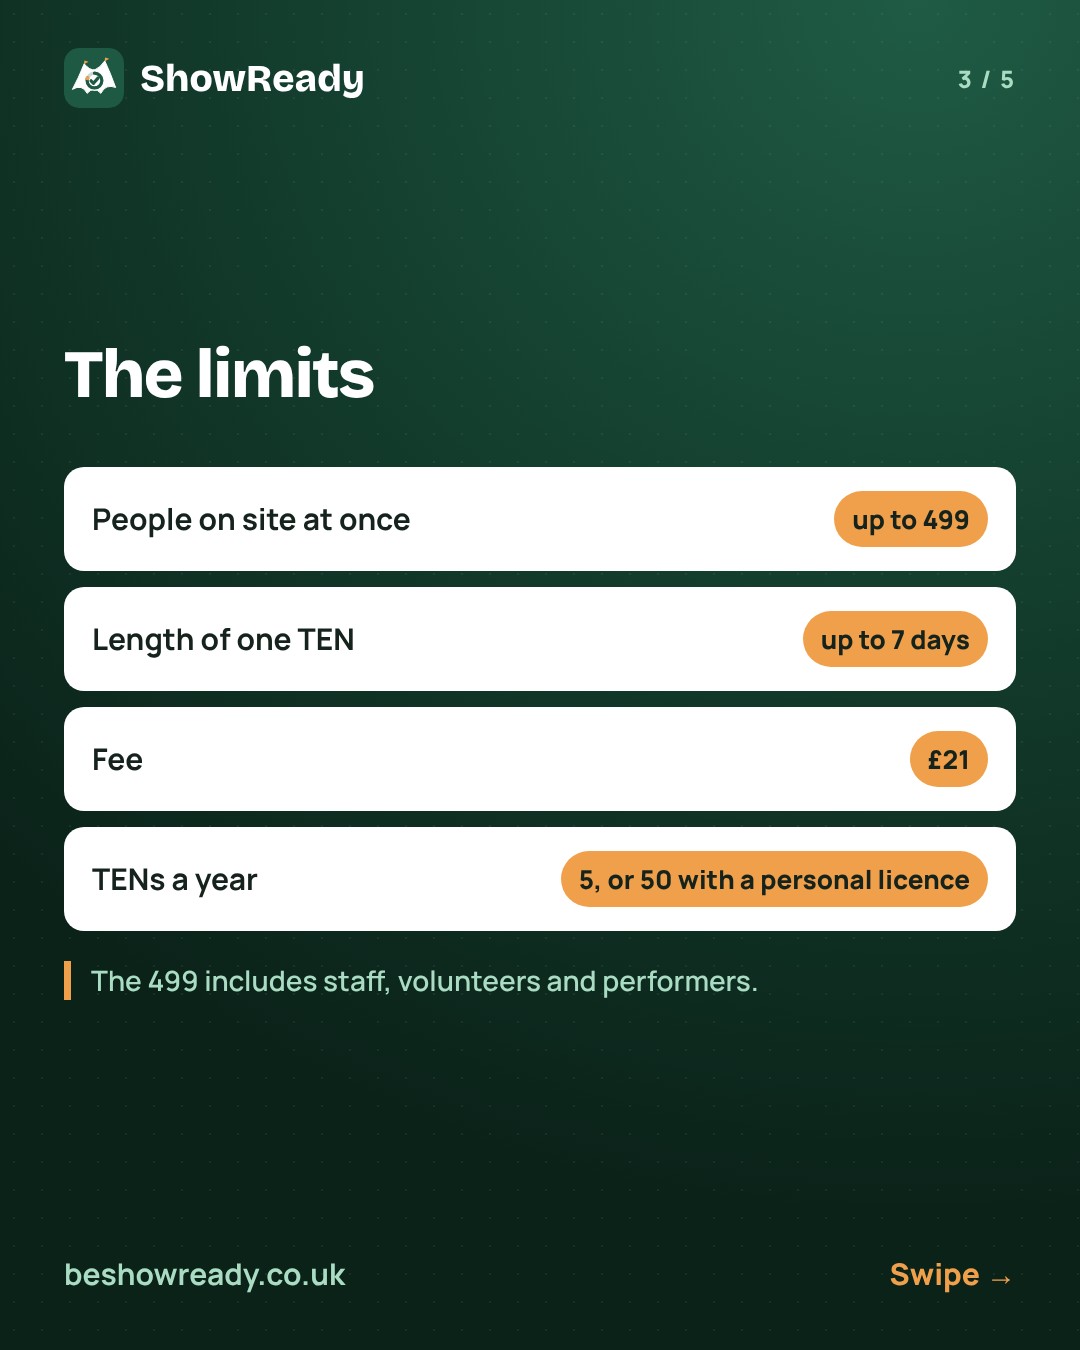 ShowReady
3 / 5
The limits
People on site at once
up to 499
Length of one TEN
up to 7 days
Fee
£21
TENs a year
5, or 50 with a personal licence
The 499 includes staff, volunteers and performers.
beshowready.co.uk
Swipe →